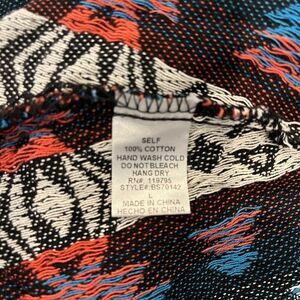 SELF
100% COTTON
HAND WASH COLD
DO NOT BLEACH
HANG DRY
RN#: 119795
STYLE#:BS70142
L
MADE IN CHINA
HECHO EN CHINA